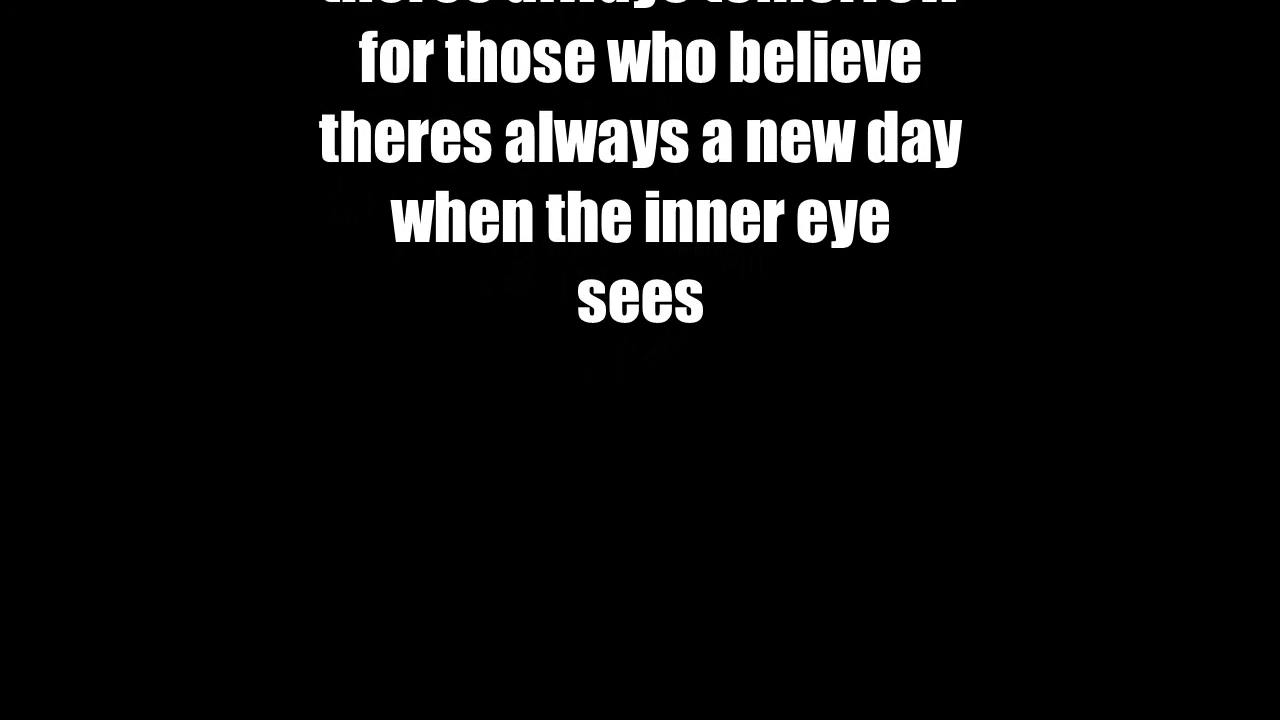 theres always tomorrow
for those who believe
theres always a new day
when the inner eye
sees